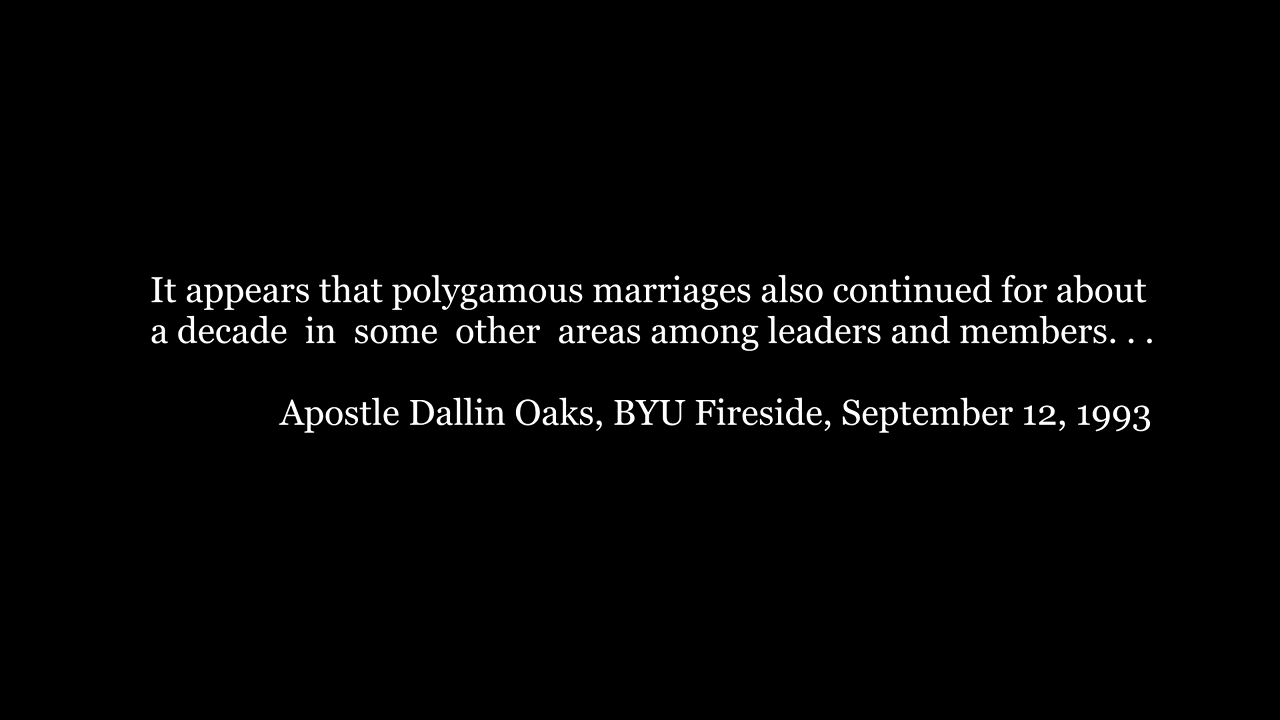 It appears that polygamous marriages also continued for about
a decade in some other areas among leaders and members. . .
Apostle Dallin Oaks, BYU Fireside, September 12, 1993